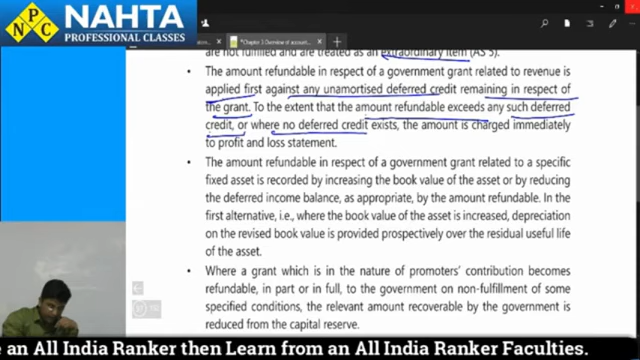 NAHTA
NPC
PROFESSIONAL CLASSES
*Chapter 3 Overview of account
are not fulfilled and are treated as an extraordinary item (AS 5).
• The amount refundable in respect of a government grant related to revenue is
applied first against any unamortised deferred credit remaining in respect of
the grant. To the extent that the amount refundable exceeds any such deferred
credit, or where no deferred credit exists, the amount is charged immediately
to profit and loss statement.
• The amount refundable in respect of a government grant related to a specific
fixed asset is recorded by increasing the book value of the asset or by reducing
the deferred income balance, as appropriate, by the amount refundable. In the
first alternative, i.e., where the book value of the asset is increased, depreciation
on the revised book value is provided prospectively over the residual useful life
of the asset.
• Where a grant which is in the nature of promoters' contribution becomes
refundable, in part or in full, to the government on non-fulfillment of some
specified conditions, the relevant amount recoverable by the government is
reduced from the capital reserve.
e an All India Ranker then Learn from an All India Ranker Faculties.